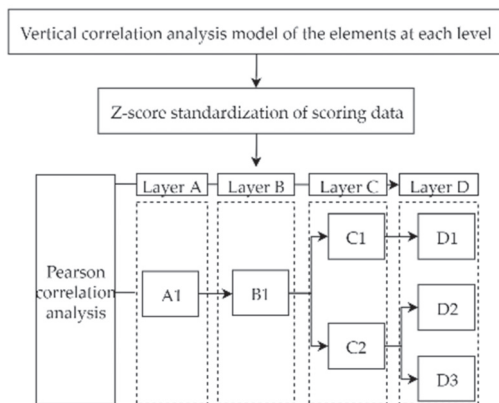 Vertical correlation analysis model of the elements at each level
Z-score standardization of scoring data
Layer A
Layer B
Layer C
Layer D
Pearson
correlation
analysis
A1
B1
C1
C2
D1
D2
D3